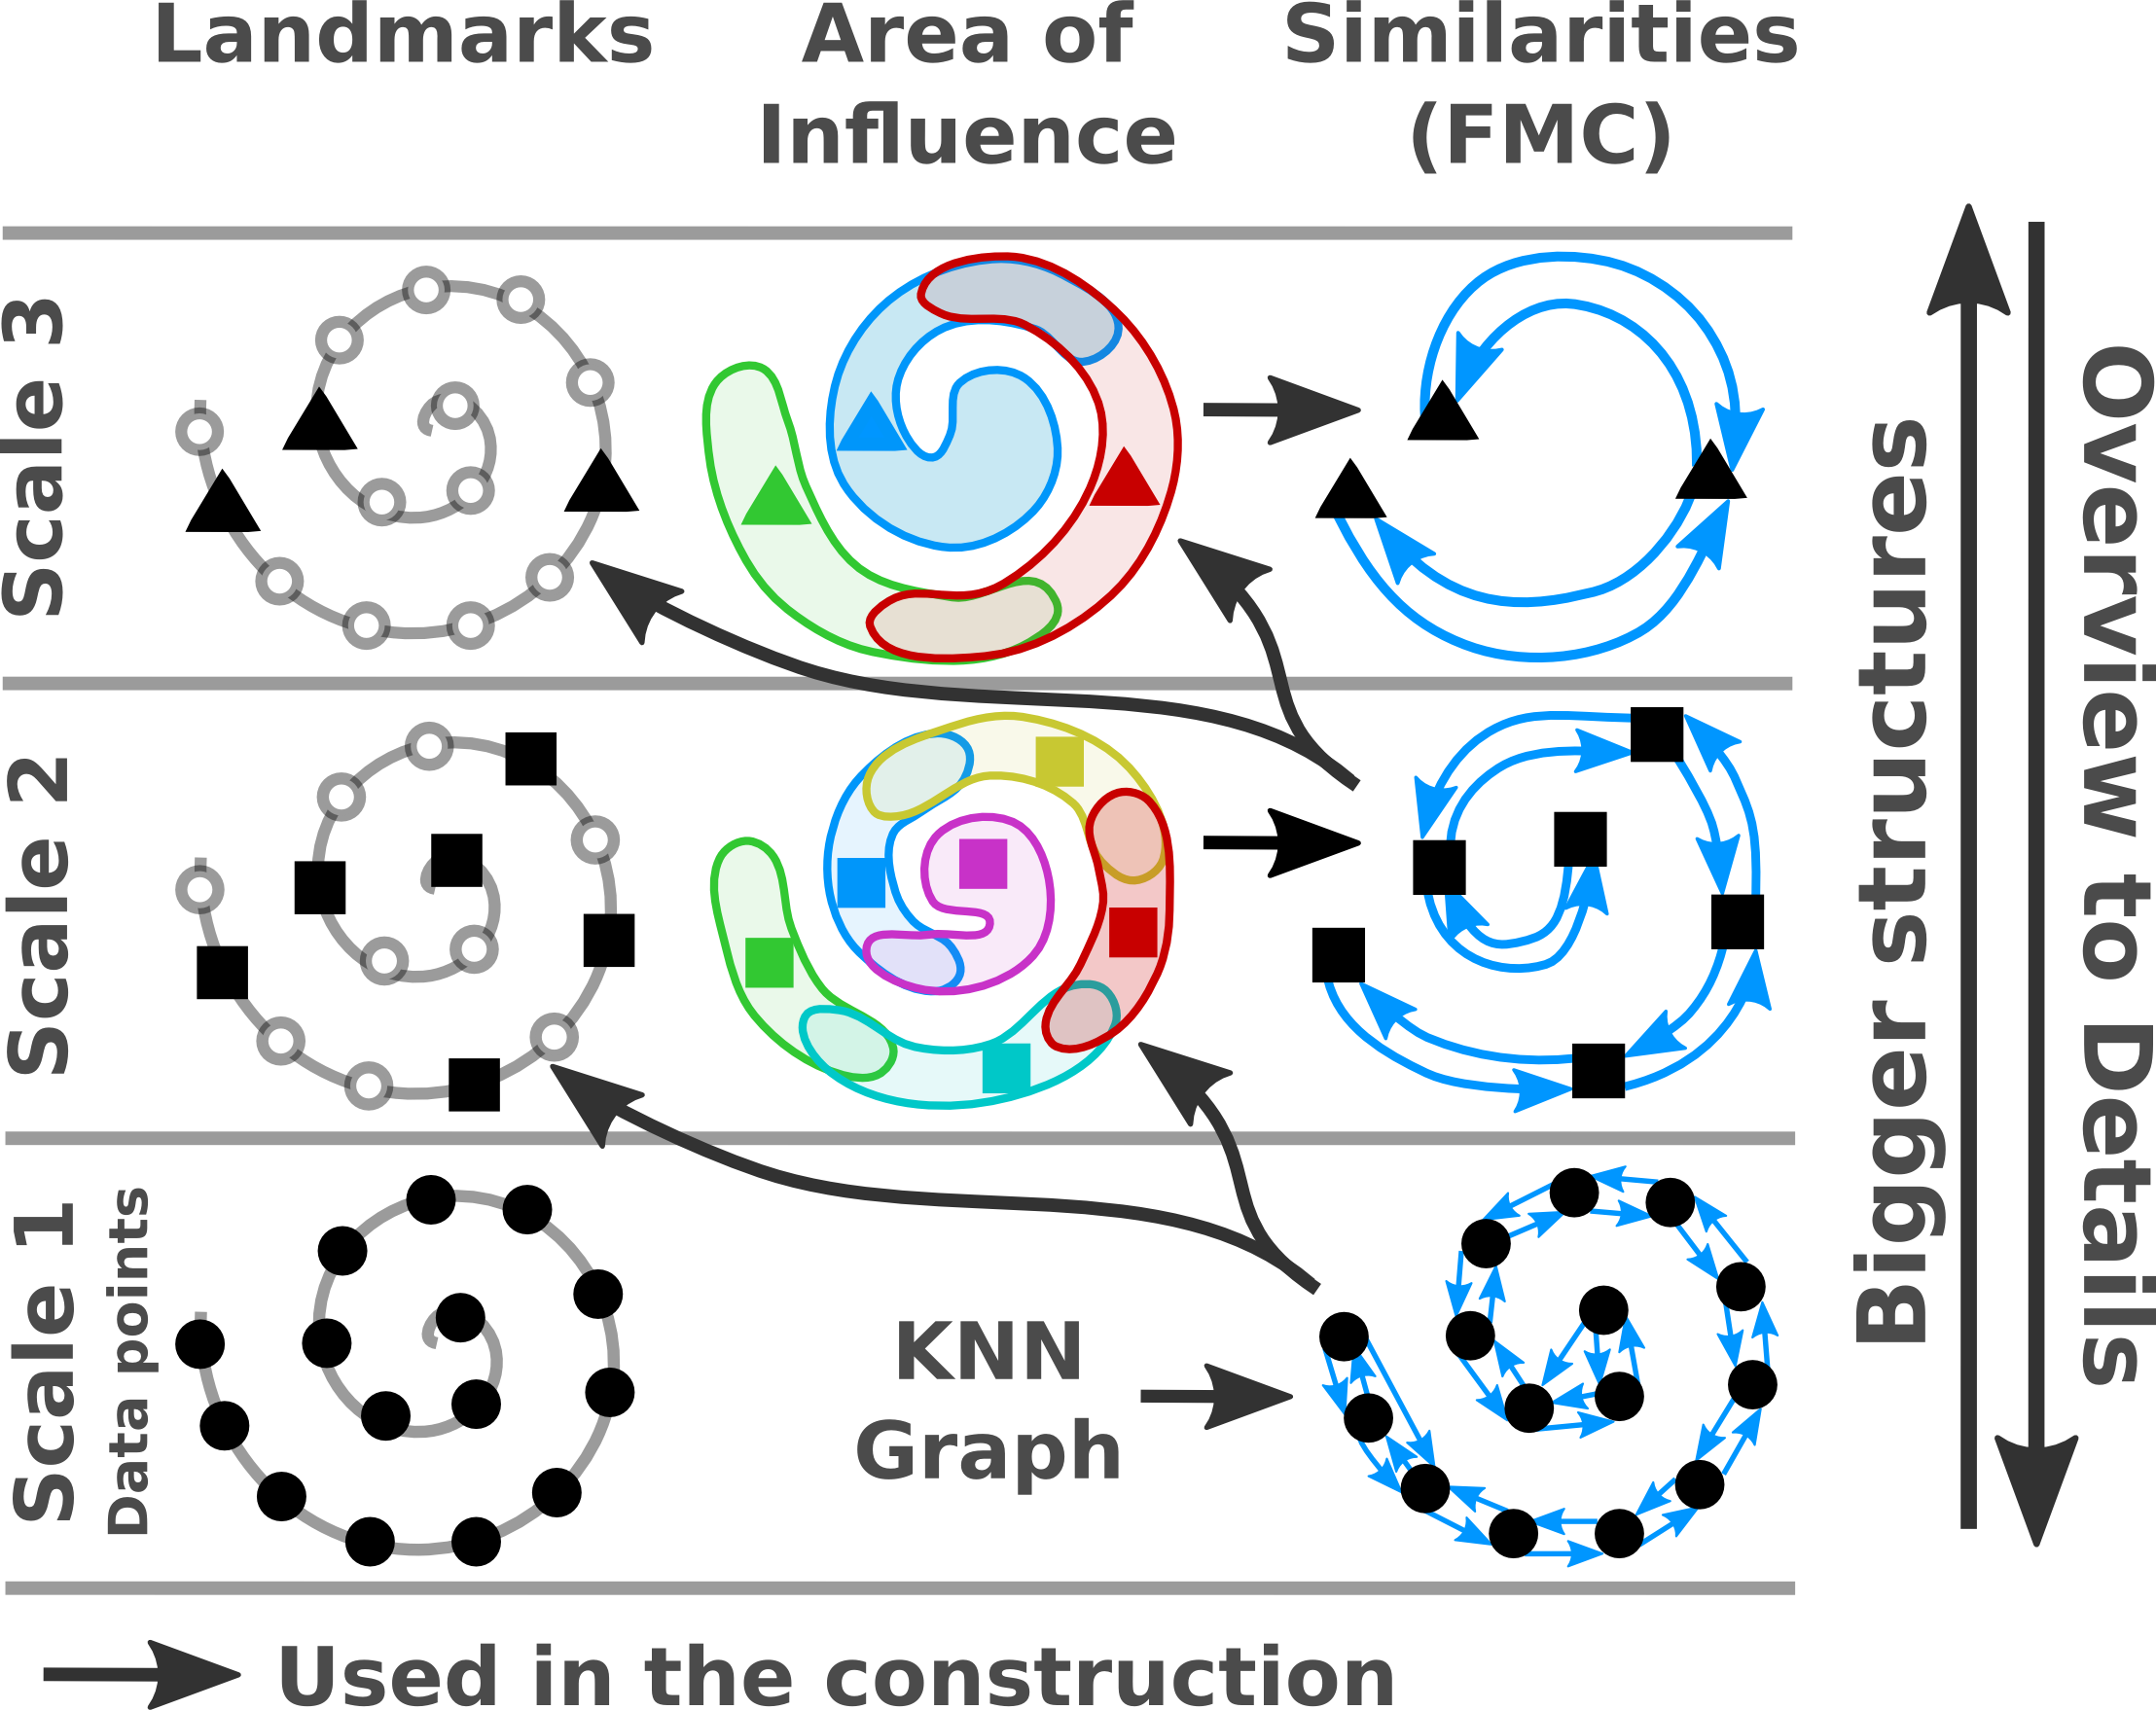 Landmarks
Area of
Influence
Similarities
(FMC)
Scale 3
Scale 2
Scale 1
Data points
KNN
Graph
Bigger structures
Overview to Details
Used in the construction